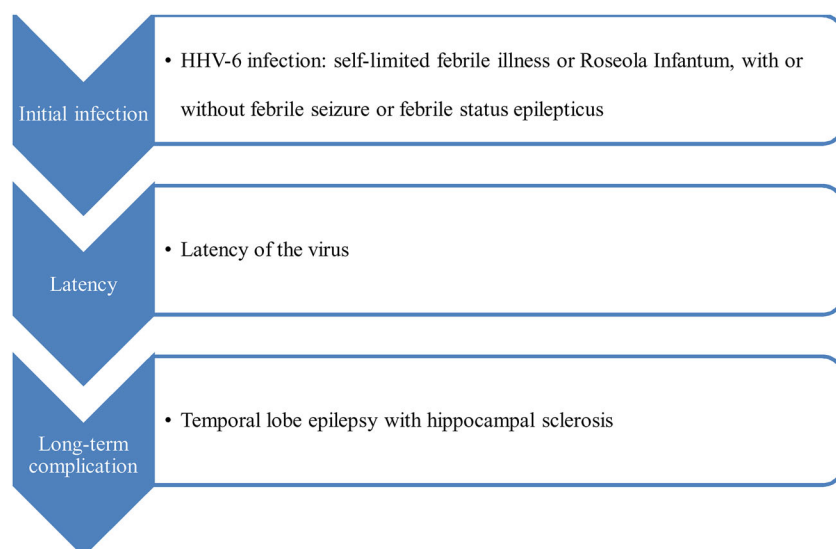 Initial infection
• HHV-6 infection: self-limited febrile illness or Roseola Infantum, with or
without febrile seizure or febrile status epilepticus
Latency
• Latency of the virus
Long-term
complication
• Temporal lobe epilepsy with hippocampal sclerosis